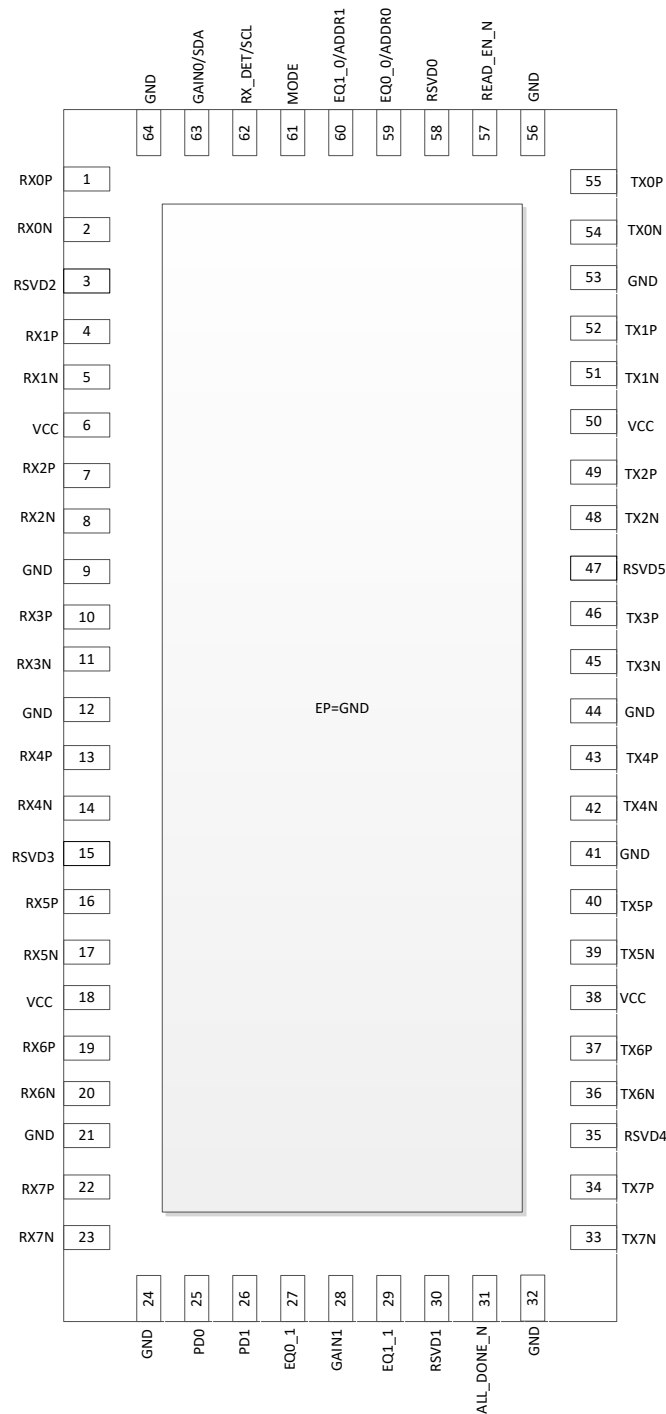 GND
GAIN0/SDA
RX_DET/SCL
MODE
EQ1_0/ADDR1
EQ0_0/ADDR0
RSVD0
READ_EN_N
GND
64
63
62
61
60
59
58
57
56
RX0P 1
RX0N 2
RSVD2 3
RX1P 4
RX1N 5
VCC 6
RX2P 7
RX2N 8
GND 9
RX3P 10
RX3N 11
GND 12
RX4P 13
RX4N 14
RSVD3 15
RX5P 16
RX5N 17
VCC 18
RX6P 19
RX6N 20
GND 21
RX7P 22
RX7N 23
EP=GND
55 TX0P
54 TX0N
53 GND
52 TX1P
51 TX1N
50 VCC
49 TX2P
48 TX2N
47 RSVD5
46 TX3P
45 TX3N
44 GND
43 TX4P
42 TX4N
41 GND
40 TX5P
39 TX5N
38 VCC
37 TX6P
36 TX6N
35 RSVD4
34 TX7P
33 TX7N
24
25
26
27
28
29
30
31
32
GND
PD0
PD1
EQ0_1
GAIN1
EQ1_1
RSVD1
ALL_DONE_N
GND